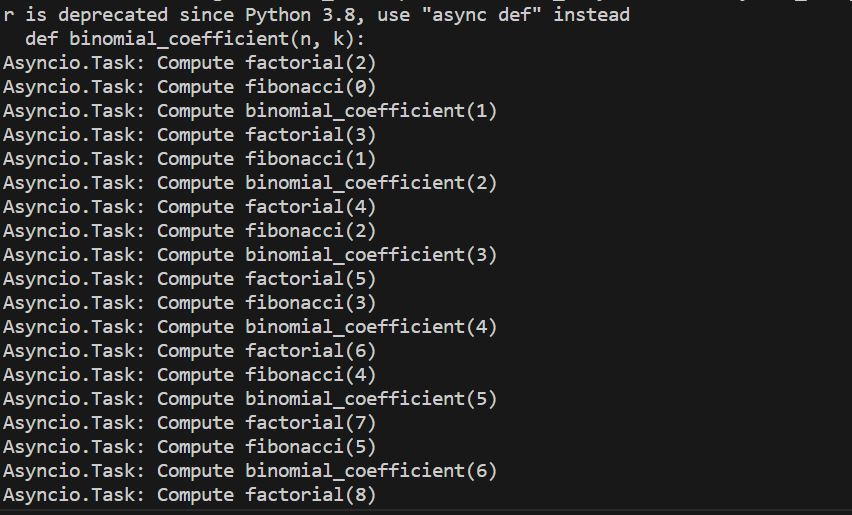 r is deprecated since Python 3.8, use "async def" instead
  def binomial_coefficient(n, k):
Asyncio.Task: Compute factorial(2)
Asyncio.Task: Compute fibonacci(0)
Asyncio.Task: Compute binomial_coefficient(1)
Asyncio.Task: Compute factorial(3)
Asyncio.Task: Compute fibonacci(1)
Asyncio.Task: Compute binomial_coefficient(2)
Asyncio.Task: Compute factorial(4)
Asyncio.Task: Compute fibonacci(2)
Asyncio.Task: Compute binomial_coefficient(3)
Asyncio.Task: Compute factorial(5)
Asyncio.Task: Compute fibonacci(3)
Asyncio.Task: Compute binomial_coefficient(4)
Asyncio.Task: Compute factorial(6)
Asyncio.Task: Compute fibonacci(4)
Asyncio.Task: Compute binomial_coefficient(5)
Asyncio.Task: Compute factorial(7)
Asyncio.Task: Compute fibonacci(5)
Asyncio.Task: Compute binomial_coefficient(6)
Asyncio.Task: Compute factorial(8)